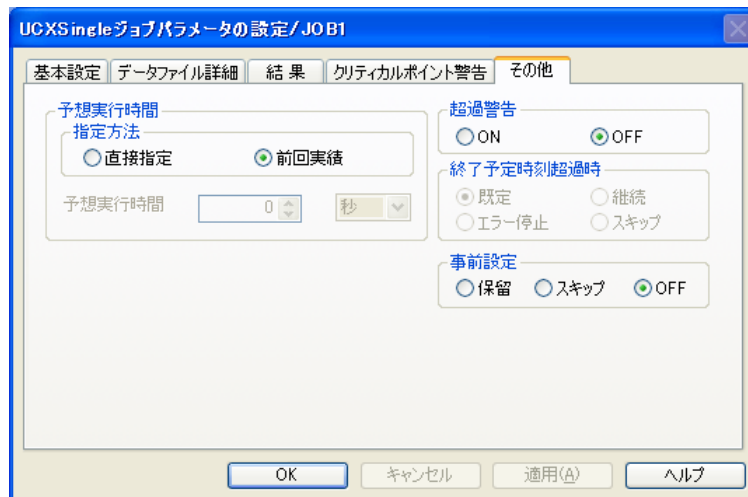 UCXSingleジョブパラメータの設定/JOB1
基本設定 データファイル詳細 結 果 クリティカルポイント警告 その他
予想実行時間
指定方法
直接指定 前回実績
予想実行時間 0 秒
超過警告
ON OFF
終了予定時刻超過時
既定 継続
エラー停止 スキップ
事前設定
保留 スキップ OFF
OK キャンセル 適用(A) ヘルプ